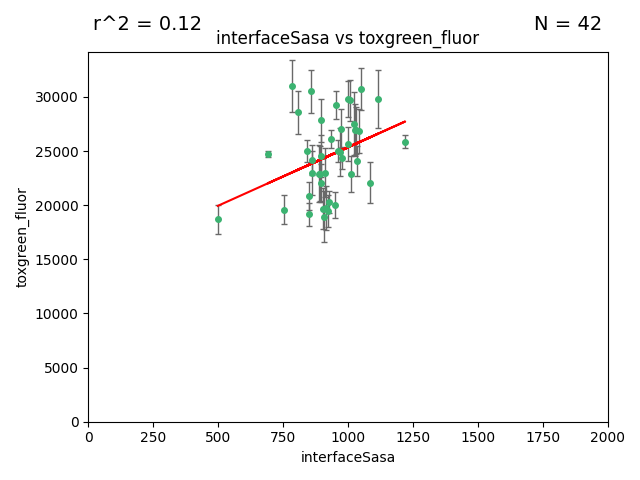 r^2 = 0.12
N = 42
interfaceSasa vs toxgreen_fluor
30000
25000
20000
15000
10000
5000
0
toxgreen_fluor
0 250 500 750 1000 1250 1500 1750 2000
interfaceSasa